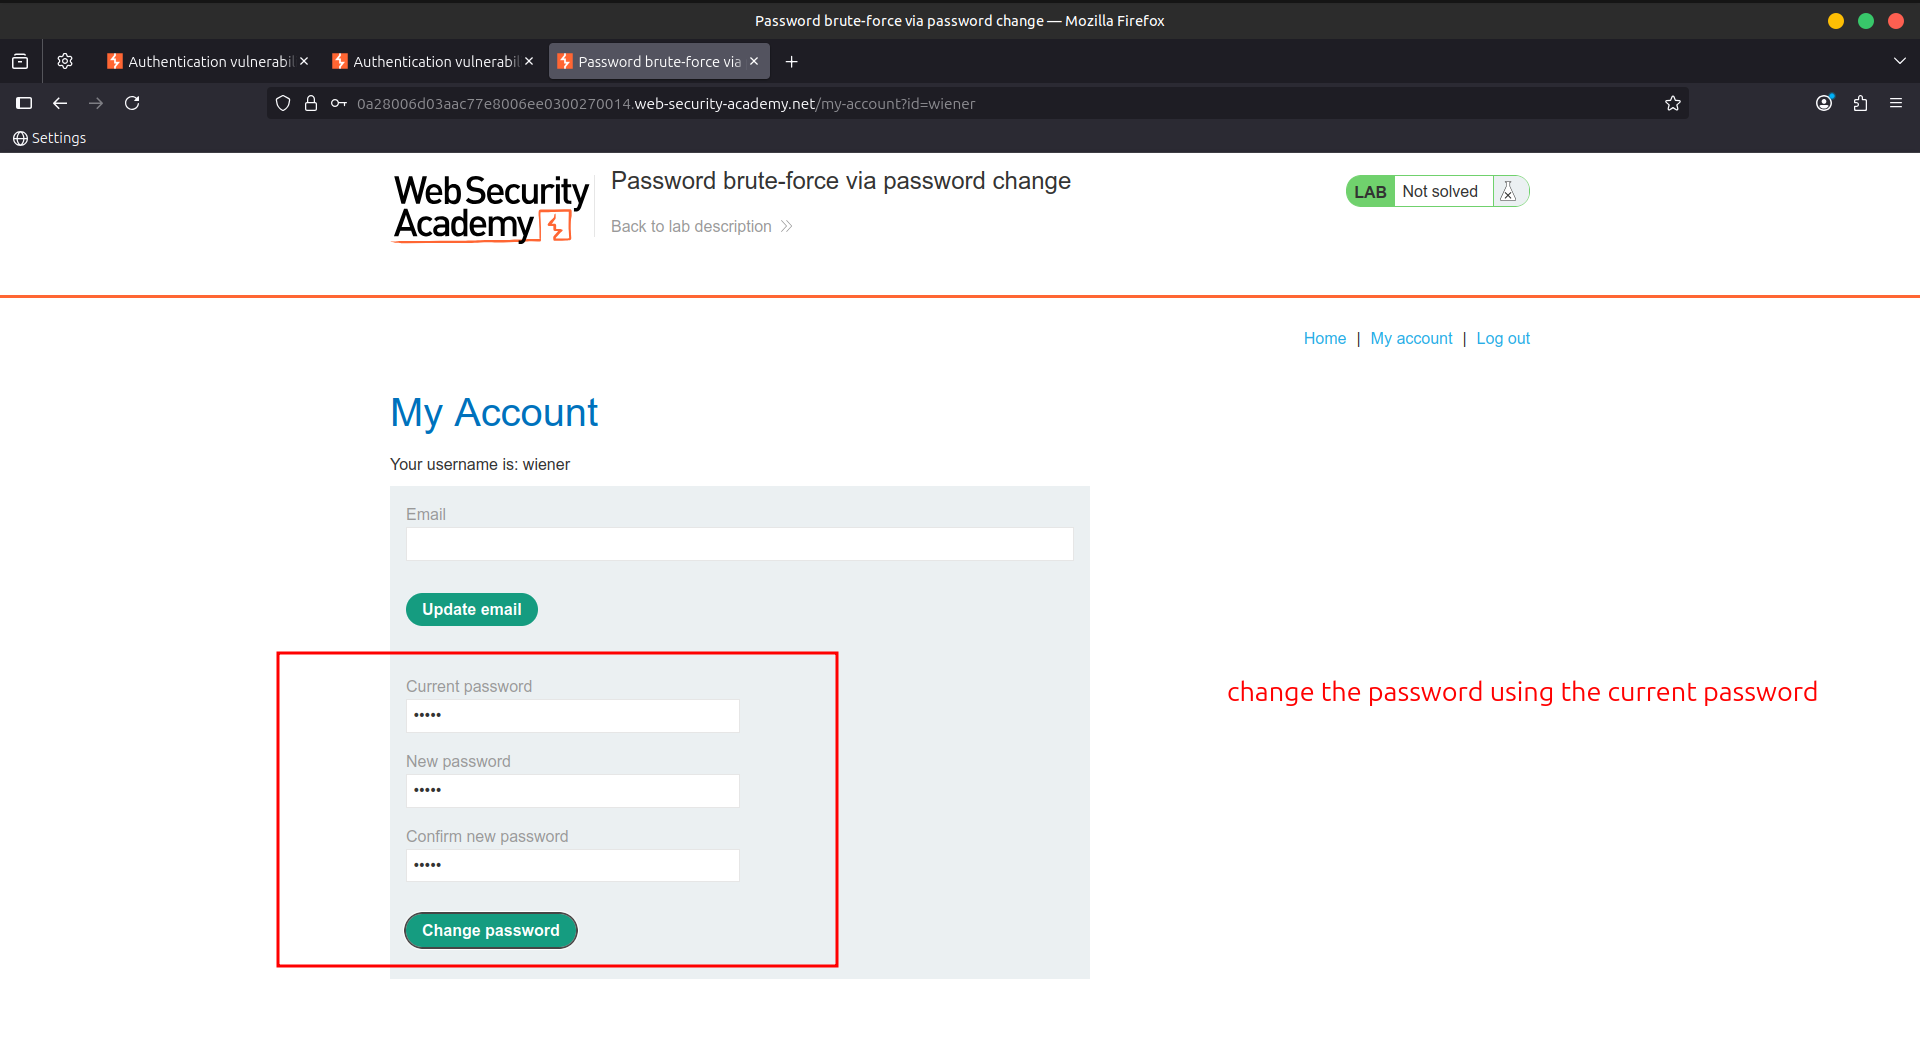 Password brute-force via password change — Mozilla Firefox
Authentication vulnerabil
Authentication vulnerabil
Password brute-force via
0a28006d03aac77e8006ee0300270014.web-security-academy.net/my-account?id=wiener
Settings
Web Security
Academy
Password brute-force via password change
Back to lab description
LAB Not solved
Home | My account | Log out
My Account
Your username is: wiener
Email
Update email
Current password
•••••
change the password using the current password
New password
•••••
Confirm new password
•••••
Change password